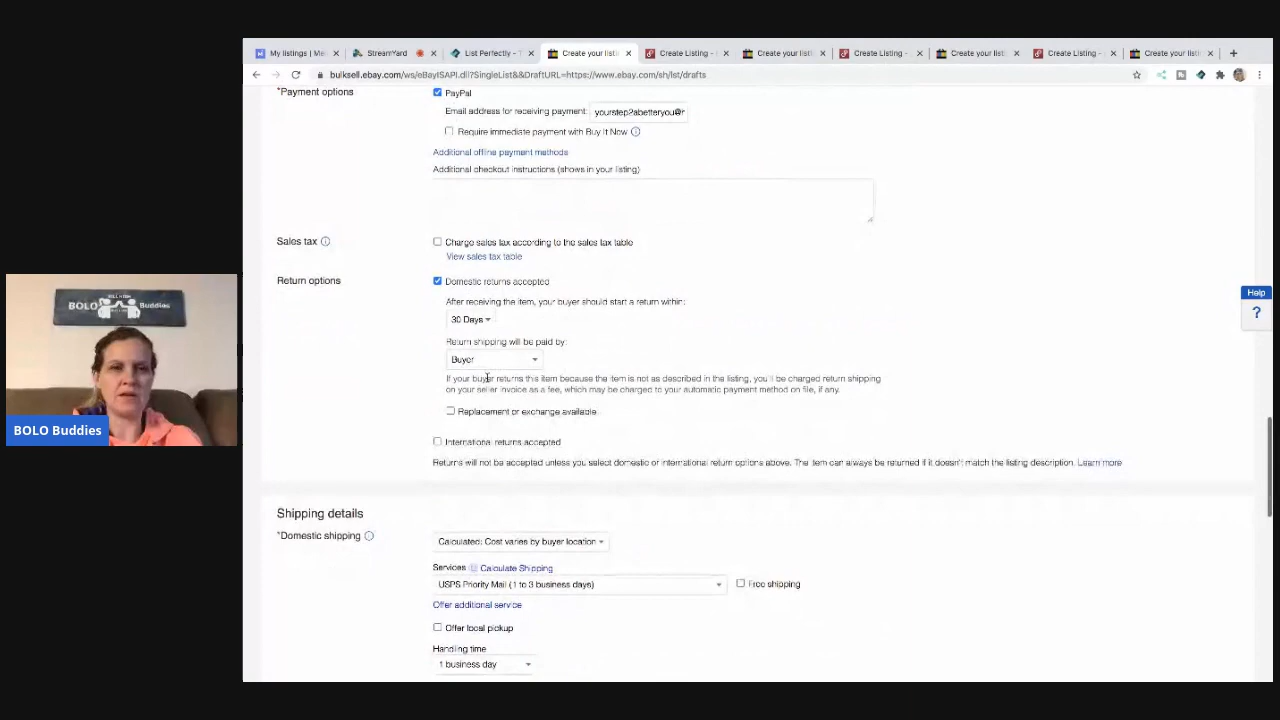 My listings | Me
StreamYard
List Perfectly - T
Create your listi
Create Listing -
Create your listi
Create Listing -
Create your listi
Create Listing -
Create your listi
bulksell.ebay.com/ws/eBayISAPI.dll?SingleList&&DraftURL=https://www.ebay.com/sh/lst/drafts
*Payment options
PayPal
Email address for receiving payment: yourstep2abetteryou@r
Require immediate payment with Buy It Now
Additional offline payment methods
Additional checkout instructions (shows in your listing)
Sales tax
Charge sales tax according to the sales tax table
View sales tax table
Return options
Domestic returns accepted
After receiving the item, your buyer should start a return within:
30 Days
Return shipping will be paid by:
Buyer
If your buyer returns this item because the item is not as described in the listing, you'll be charged return shipping
on your seller invoice as a fee, which may be charged to your automatic payment method on file, if any.
Replacement or exchange available
International returns accepted
Returns will not be accepted unless you select domestic or international return options above. The item can always be returned if it doesn't match the listing description. Learn more
Shipping details
*Domestic shipping
Calculated: Cost varies by buyer location
Services Calculate Shipping
USPS Priority Mail (1 to 3 business days)
Free shipping
Offer additional service
Offer local pickup
Handling time
1 business day
Help
?
BOLO Buddies
BOLO Buddies